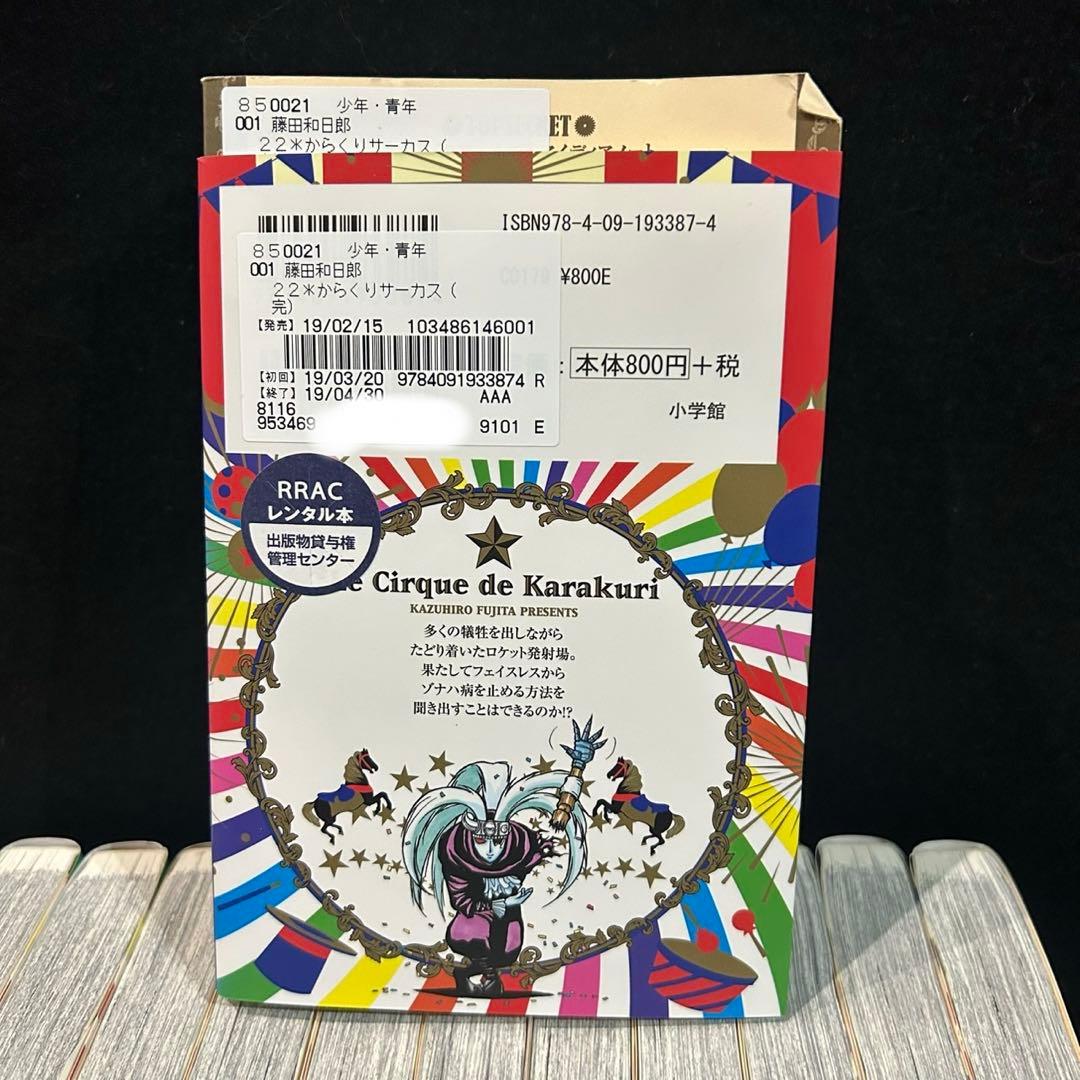 850021 少年・青年
001 藤田和日郎
22*からくりサーカス (
ISBN978-4-09-193387-4
850021 少年・青年
001 藤田和日郎
22*からくりサーカス (
完)
C0179 ¥800E
【発売】19/02/15 103486146001
本体800円+税
【初回】19/03/20 9784091933874 R
【終了】19/04/30 AAA
8116
小学館
953469 9101 E
RRAC
レンタル本
出版物貸与権
管理センター
Cirque de Karakuri
KAZUHIRO FUJITA PRESENTS
多くの犠牲を出しながら
たどり着いたロケット発射場。
果たしてフェイスレスから
ゾナハ病を止める方法を
聞き出すことはできるのか!?